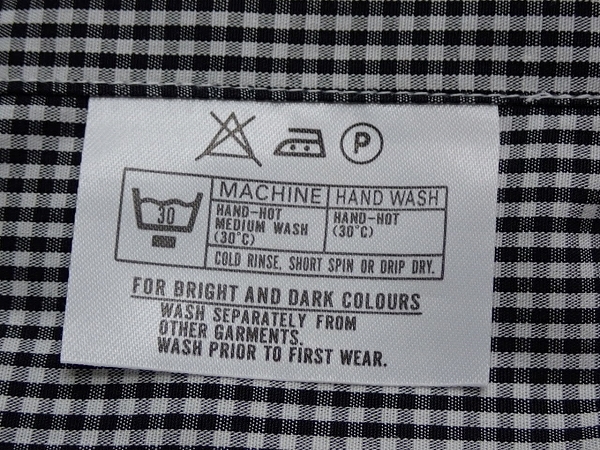 P
MACHINE HAND WASH
30 HAND-HOT HAND-HOT
MEDIUM WASH (30°C)
(30°C)
COLD RINSE, SHORT SPIN OR DRIP DRY.
FOR BRIGHT AND DARK COLOURS
WASH SEPARATELY FROM
OTHER GARMENTS.
WASH PRIOR TO FIRST WEAR.